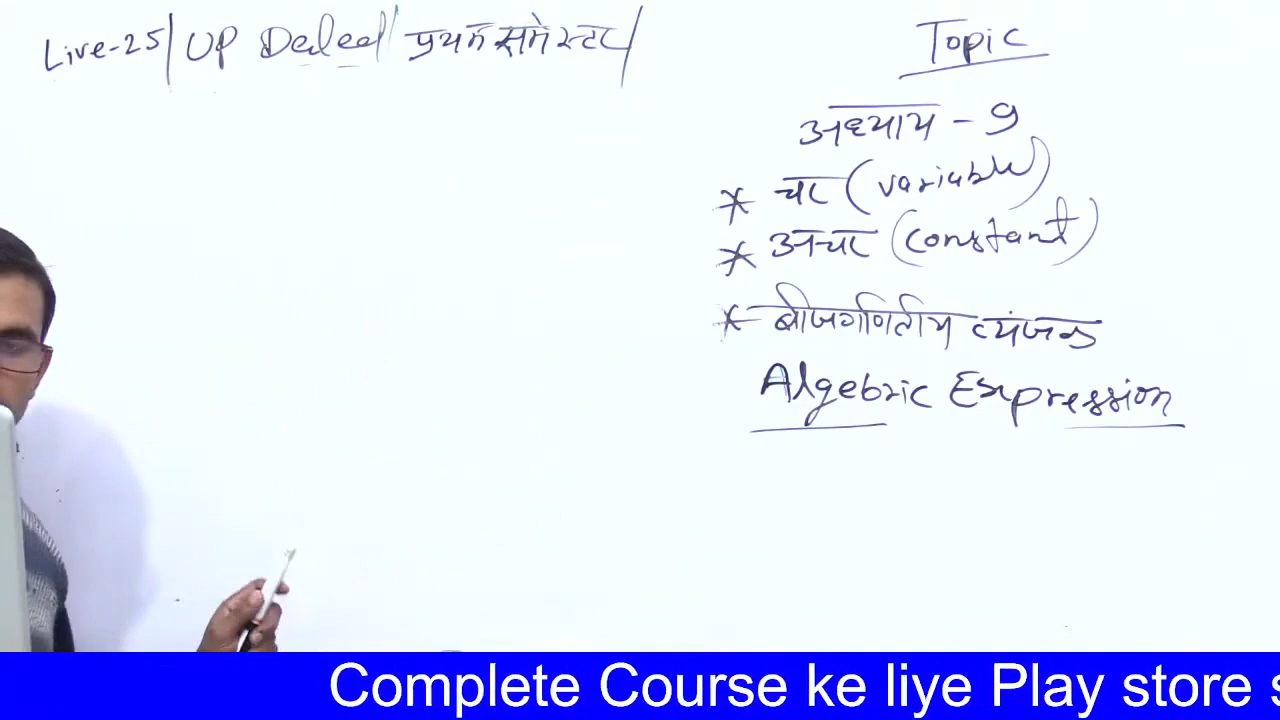 Live-25/ UP Deled/ प्रथम समेस्टर/
Topic
अध्याय - 9
* चर (variable)
* अचर (constant)
* बीजगणितीय व्यंजक
Algebric Expression
Complete Course ke liye Play store s